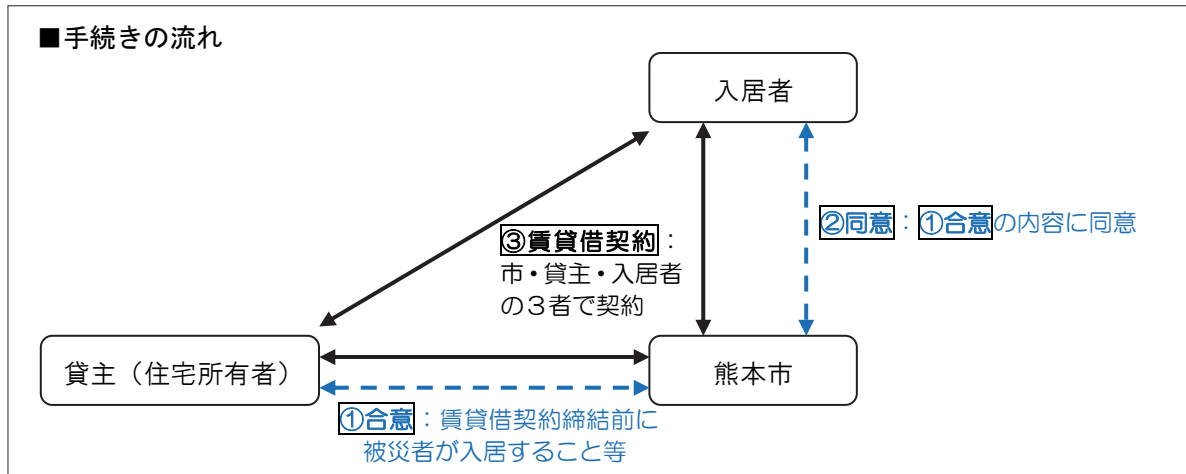 ■手続きの流れ
入居者
②同意：①合意の内容に同意
③賃貸借契約：
市・貸主・入居者
の３者で契約
貸主（住宅所有者）
熊本市
①合意：賃貸借契約締結前に
被災者が入居すること等